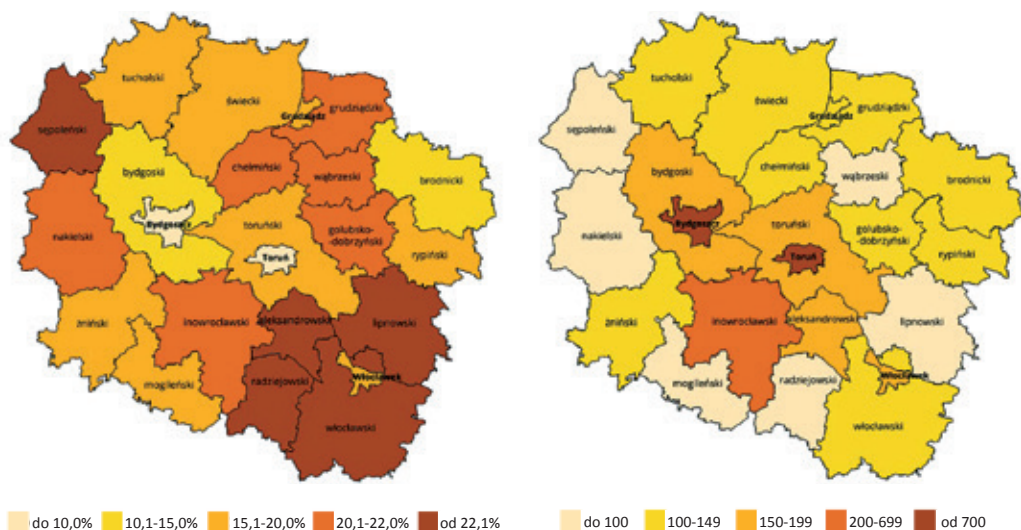 tucholski
świecki
grudziądzki
Grudziądz
sępoleński
chełmiński
wąbrzeski
brodnicki
bydgoski
Bydgoszcz
nakielski
toruński
golubsko-
dobrzyński
rypiński
Toruń
żniński
inowrocławski
aleksandrowski
lipnowski
mogileński
radziejowski
Włocławek
włocławski
do 10,0% 10,1-15,0% 15,1-20,0% 20,1-22,0% od 22,1%
tucholski
świecki
grudziądzki
Grudziądz
sępoleński
chełmiński
wąbrzeski
brodnicki
bydgoski
Bydgoszcz
nakielski
toruński
golubsko-
dobrzyński
rypiński
Toruń
żniński
inowrocławski
aleksandrowski
lipnowski
mogileński
radziejowski
Włocławek
włocławski
do 100 100-149 150-199 200-699 od 700